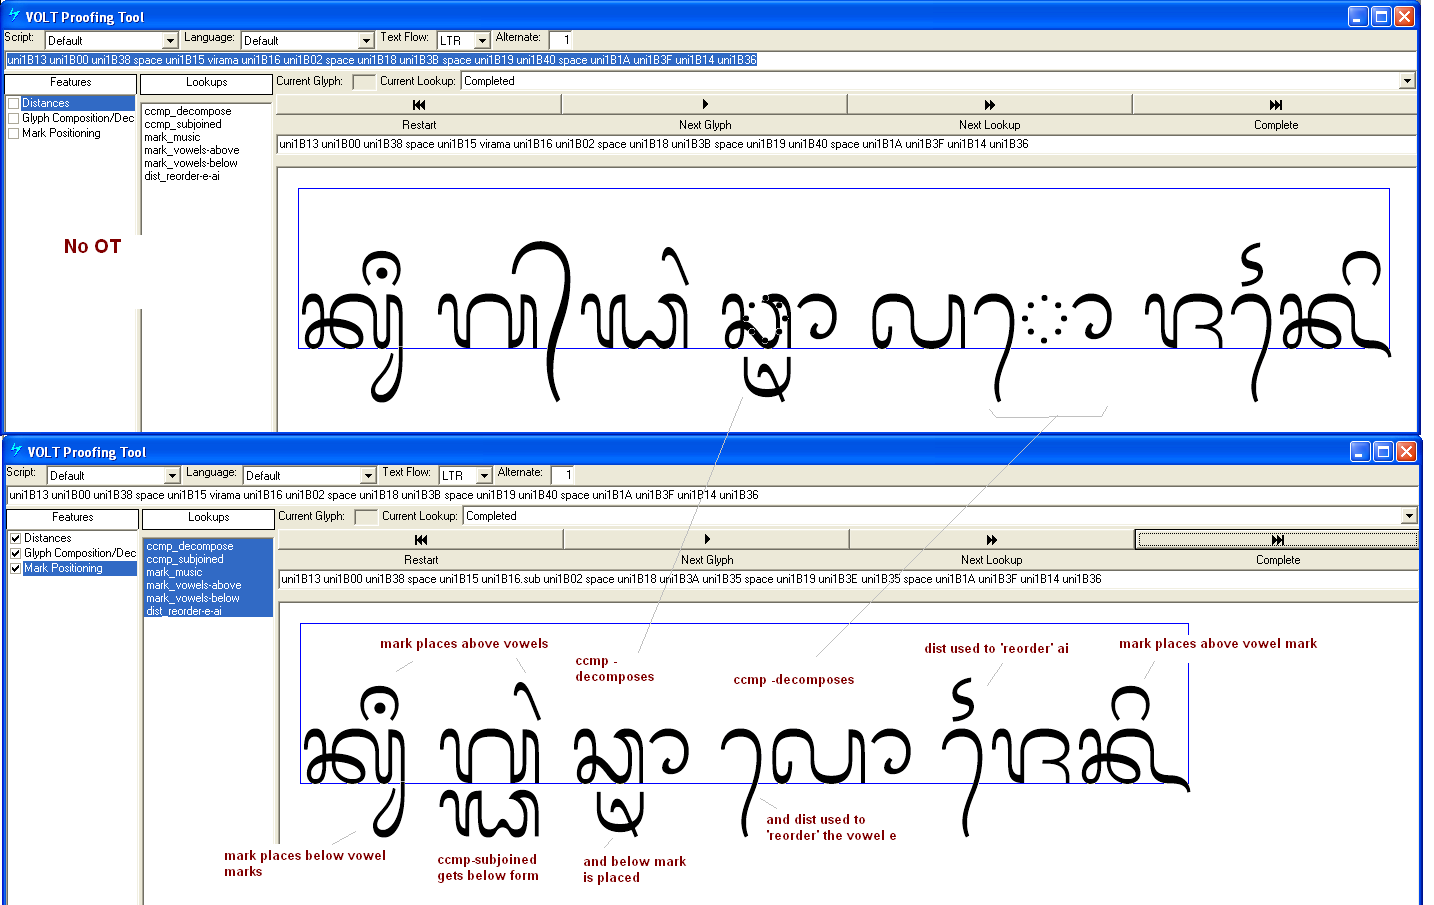 VOLT Proofing Tool
Script: Default Language: Default Text Flow: LTR Alternate: 1
uni1B13 uni1B00 uni1B38 space uni1B15 virama uni1B16 uni1B02 space uni1B18 uni1B3B space uni1B19 uni1B40 space uni1B1A uni1B3F uni1B14 uni1B36
Features Lookups Current Glyph: Current Lookup: Completed
Distances
Glyph Composition/Dec
Mark Positioning
ccmp_decompose
ccmp_subjoined
mark_music
mark_vowels-above
mark_vowels-below
dist_reorder-e-ai
Restart Next Glyph Next Lookup Complete
uni1B13 uni1B00 uni1B38 space uni1B15 virama uni1B16 uni1B02 space uni1B18 uni1B3B space uni1B19 uni1B40 space uni1B1A uni1B3F uni1B14 uni1B36
No OT
ᬓᬀᬸ ᬕ᭄ᬖᬂ ᬘᬻ ᬙᭀ ᬚᬿᬔᬶ
VOLT Proofing Tool
Script: Default Language: Default Text Flow: LTR Alternate: 1
uni1B13 uni1B00 uni1B38 space uni1B15 virama uni1B16 uni1B02 space uni1B18 uni1B3B space uni1B19 uni1B40 space uni1B1A uni1B3F uni1B14 uni1B36
Features Lookups Current Glyph: Current Lookup: Completed
Distances
Glyph Composition/Dec
Mark Positioning
ccmp_decompose
ccmp_subjoined
mark_music
mark_vowels-above
mark_vowels-below
dist_reorder-e-ai
Restart Next Glyph Next Lookup Complete
uni1B13 uni1B00 uni1B38 space uni1B15 uni1B16.sub uni1B02 space uni1B18 uni1B3A uni1B35 space uni1B19 uni1B3E uni1B35 space uni1B1A uni1B3F uni1B14 uni1B36
mark places above vowels
ccmp -
decomposes
ccmp -decomposes
dist used to 'reorder' ai
mark places above vowel mark
ᬓᬀᬸ ᬕ᭄ᬖᬂ ᬘᬻ ᬙᭀ ᬚᬿᬔᬶ
mark places below vowel
marks
ccmp-subjoined
gets below form
and below mark
is placed
and dist used to
'reorder' the vowel e